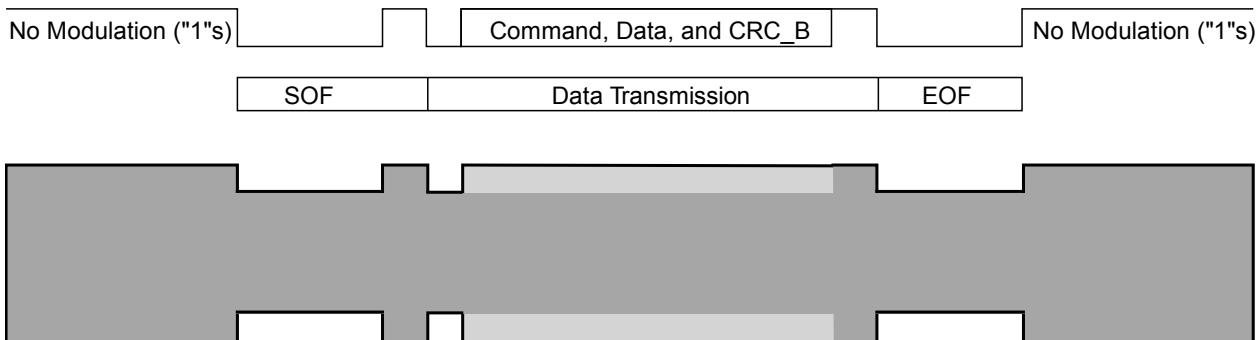 No Modulation ("1"s) Command, Data, and CRC_B No Modulation ("1"s)
SOF Data Transmission EOF